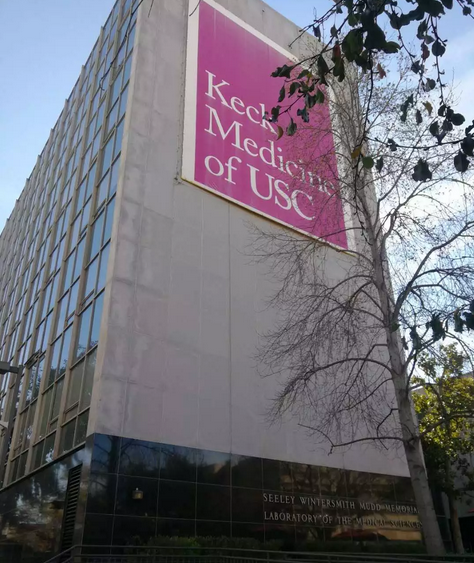 Keck
Medicine
of USC
SEELEY WINTERSMITH MUDD MEMORIAL
LABORATORY OF THE MEDICAL SCIENCES